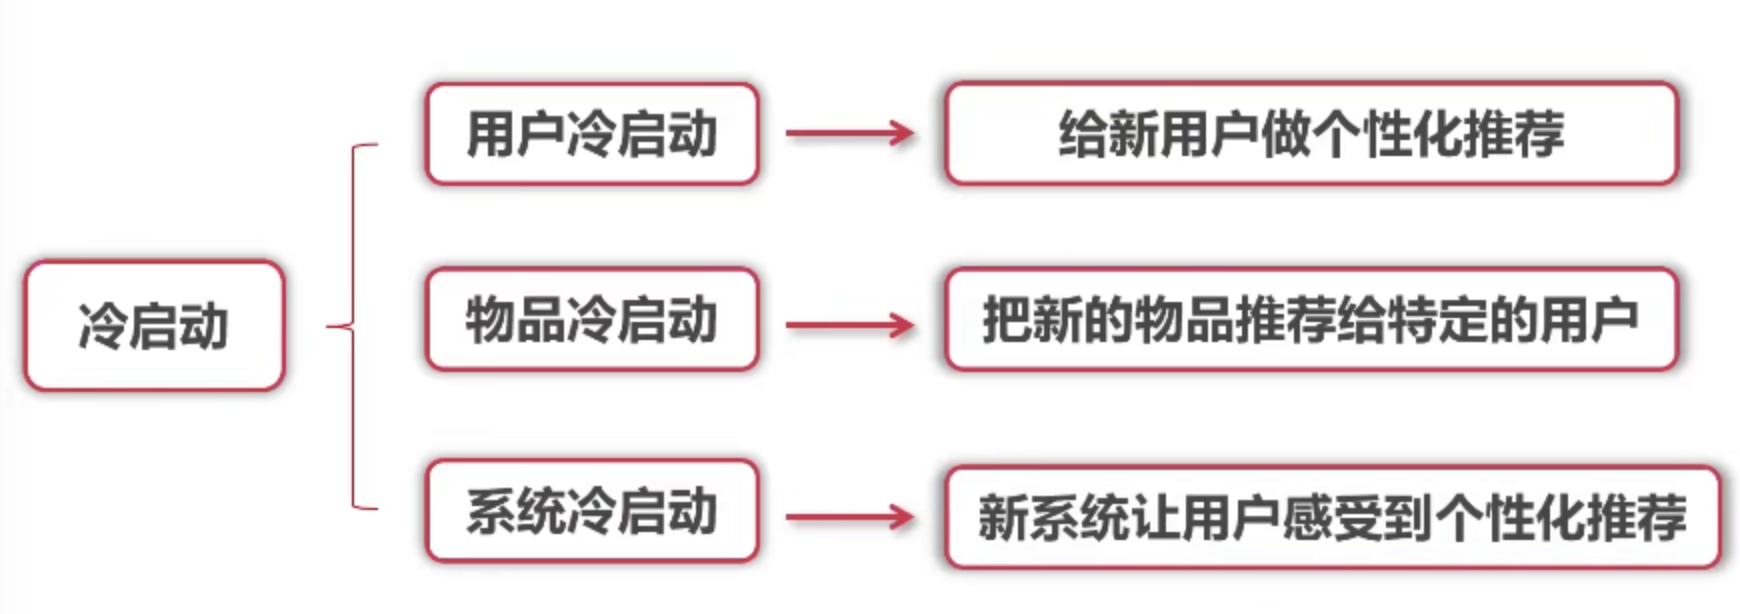 冷启动
用户冷启动
给新用户做个性化推荐
物品冷启动
把新的物品推荐给特定的用户
系统冷启动
新系统让用户感受到个性化推荐